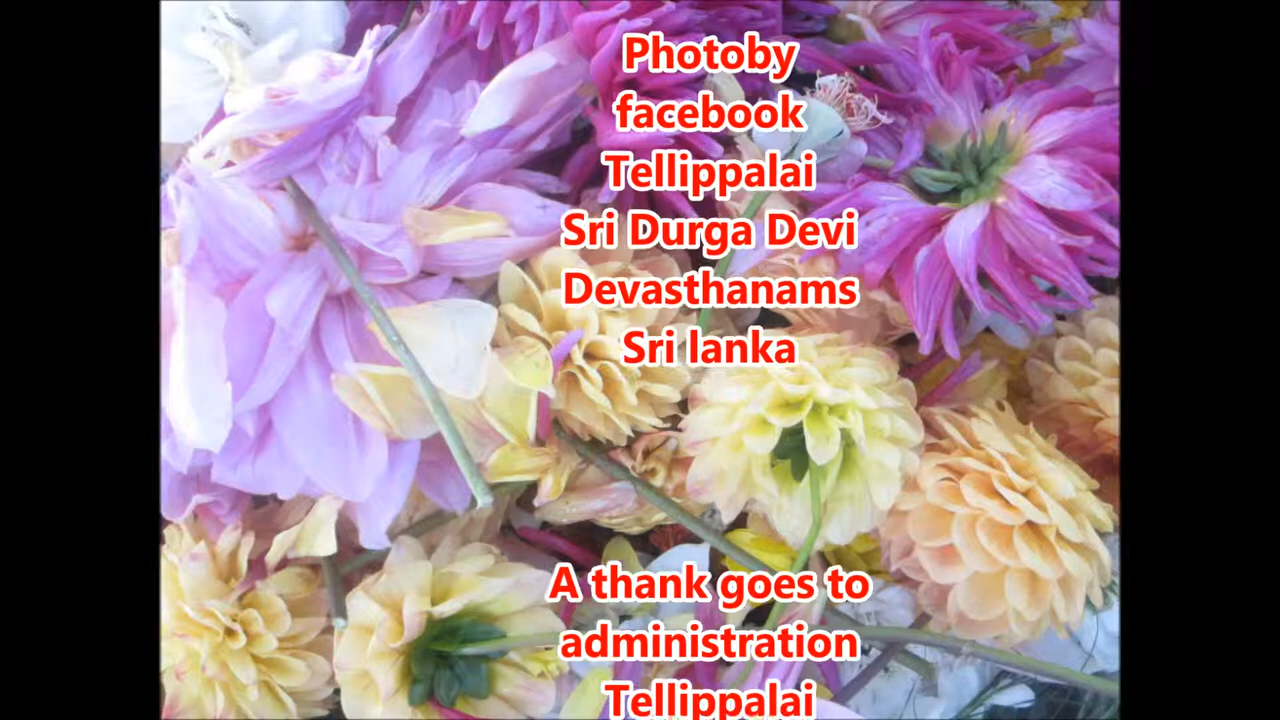 Photoby
facebook
Tellippalai
Sri Durga Devi
Devasthanams
Sri lanka
A thank goes to
administration
Tellippalai